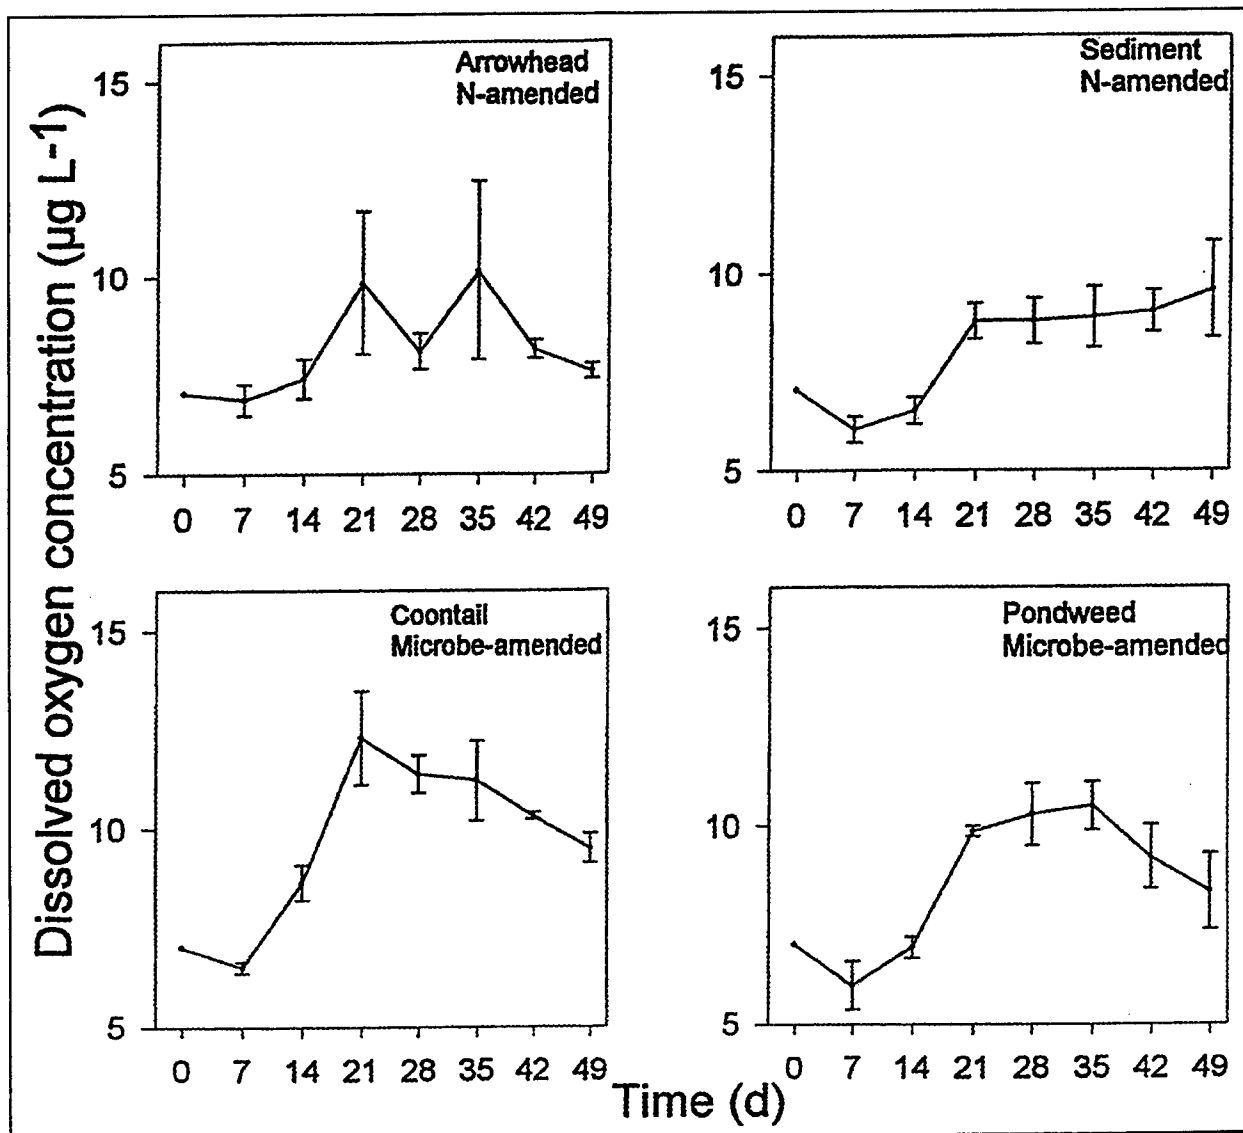 Dissolved oxygen concentration (µg L-1)
Arrowhead
N-amended
15
10
5
0 7 14 21 28 35 42 49
Sediment
N-amended
15
10
5
0 7 14 21 28 35 42 49
Coontail
Microbe-amended
15
10
5
0 7 14 21 28 35 42 49
Pondweed
Microbe-amended
15
10
5
0 7 14 21 28 35 42 49
Time (d)